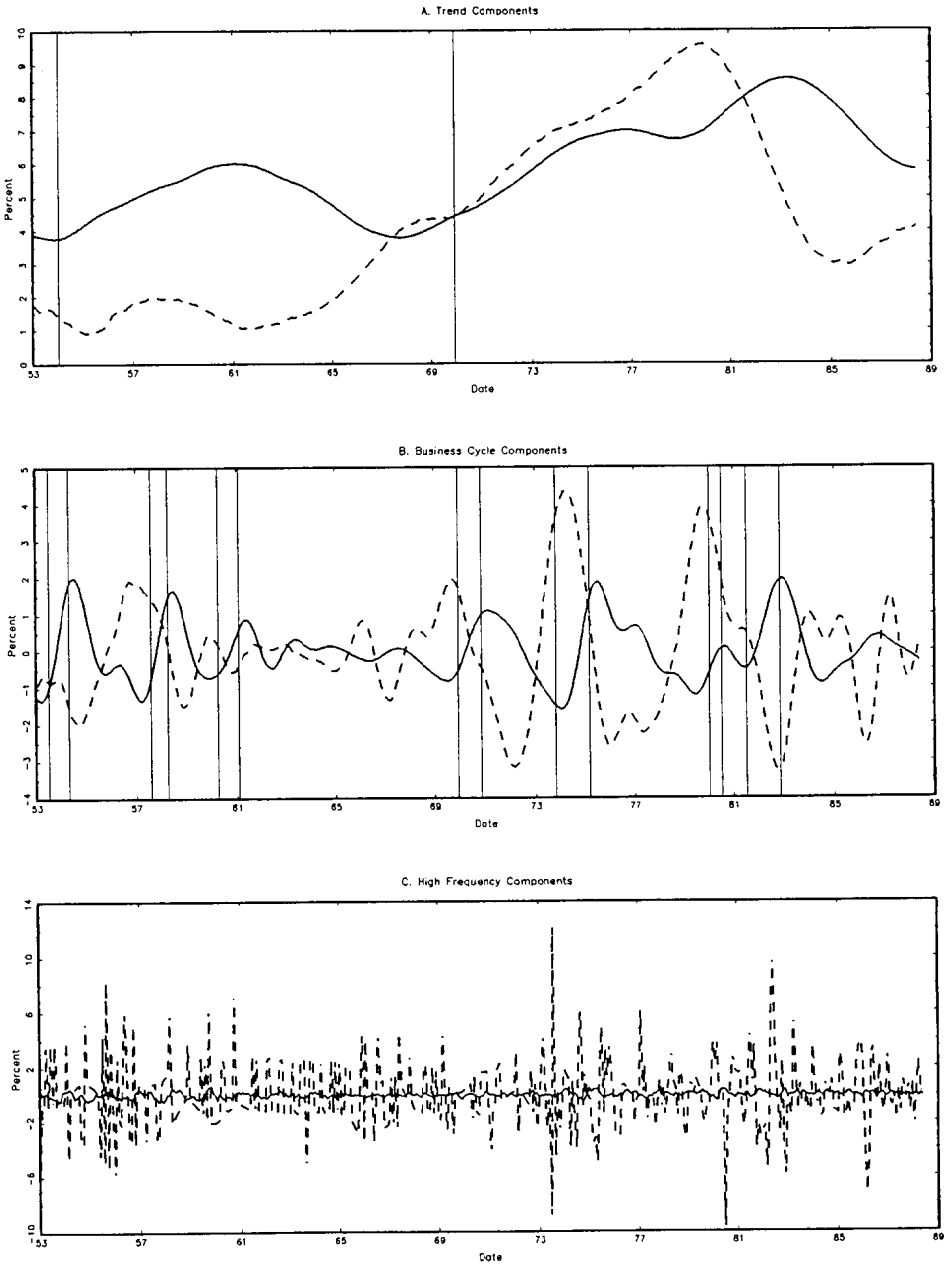 A. Trend Components
10
9
8
7
6
5
4
3
2
1
0
Percent
53 57 61 65 69 73 77 81 85 89
Date
B. Business Cycle Components
5
4
3
2
1
0
-1
-2
-3
-4
Percent
53 57 61 65 69 73 77 81 85 89
Date
C. High Frequency Components
14
10
6
2
-2
-6
-10
Percent
53 57 61 65 69 73 77 81 85 89
Date